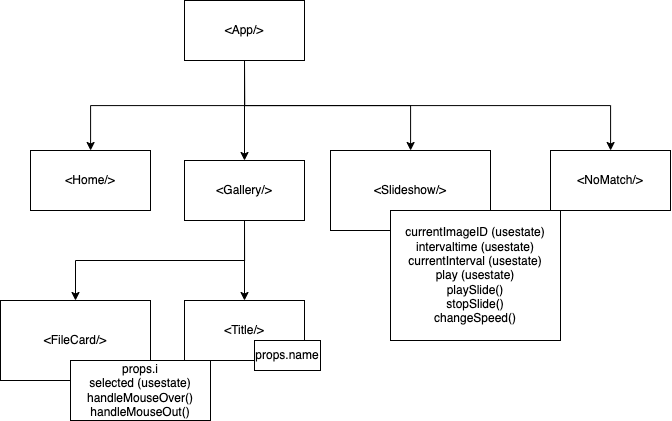 <App/>
<Home/>
<Gallery/>
<Slideshow/>
<NoMatch/>
currentImageID (usestate)
intervaltime (usestate)
currentInterval (usestate)
play (usestate)
playSlide()
stopSlide()
changeSpeed()
<FileCard/>
<Title/>
props.name
props.i
selected (usestate)
handleMouseOver()
handleMouseOut()